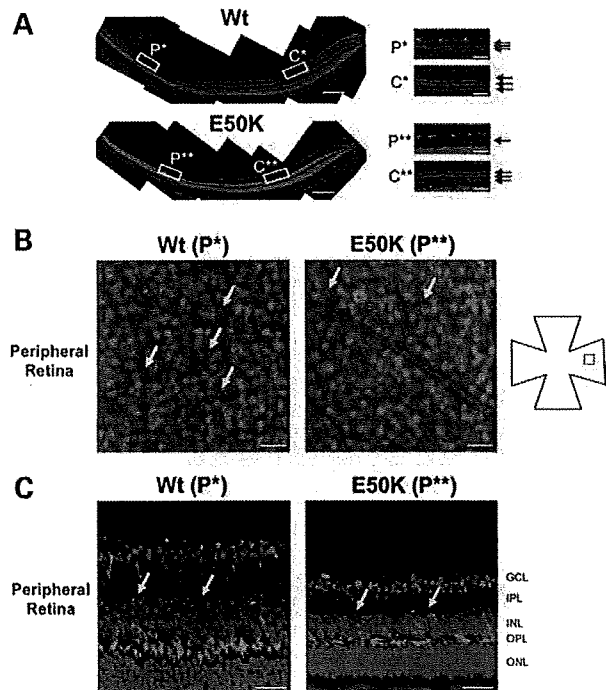 A
Wt
P*
C*
P*
C*
E50K
P**
C**
P**
C**
B
Wt (P*)
E50K (P**)
Peripheral
Retina
C
Wt (P*)
E50K (P**)
Peripheral
Retina
GCL
IPL
INL
OPL
ONL